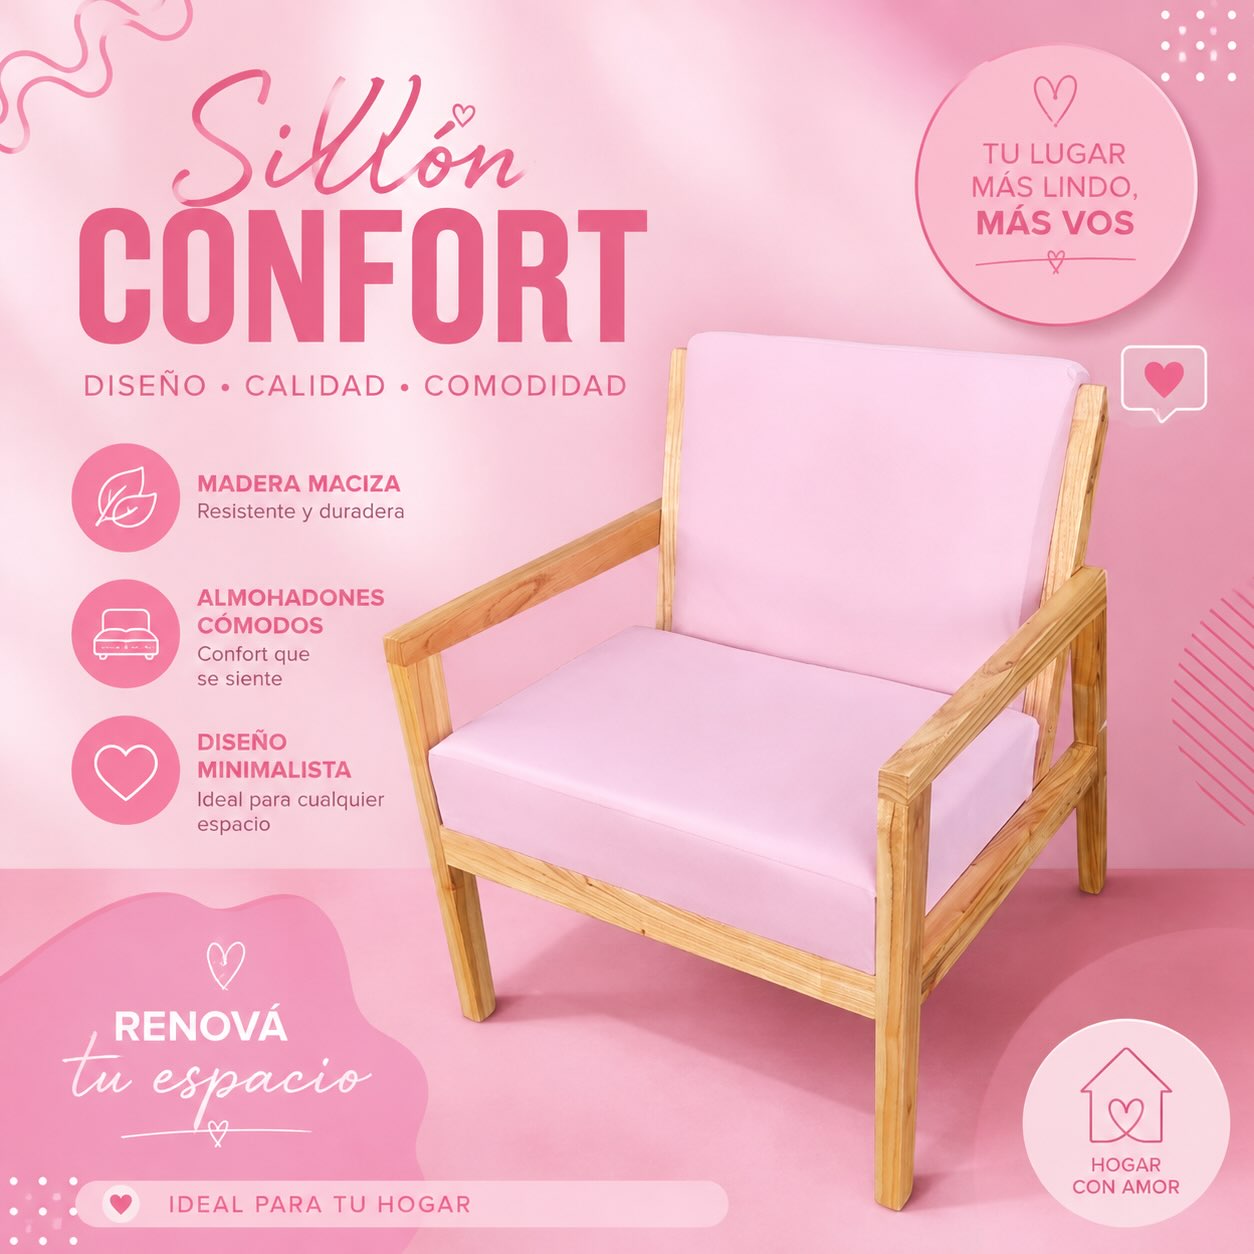 Sillón
CONFORT
DISEÑO • CALIDAD • COMODIDAD
TU LUGAR
MÁS LINDO,
MÁS VOS
MADERA MACIZA
Resistente y duradera
ALMOHADONES
CÓMODOS
Confort que
se siente
DISEÑO
MINIMALISTA
Ideal para cualquier
espacio
RENOVÁ
tu espacio
IDEAL PARA TU HOGAR
HOGAR
CON AMOR